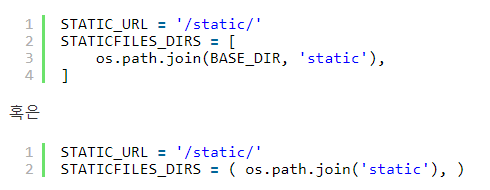 1 STATIC_URL = '/static/'
2 STATICFILES_DIRS = [
3     os.path.join(BASE_DIR, 'static'),
4 ]
혹은
1 STATIC_URL = '/static/'
2 STATICFILES_DIRS = ( os.path.join('static'), )